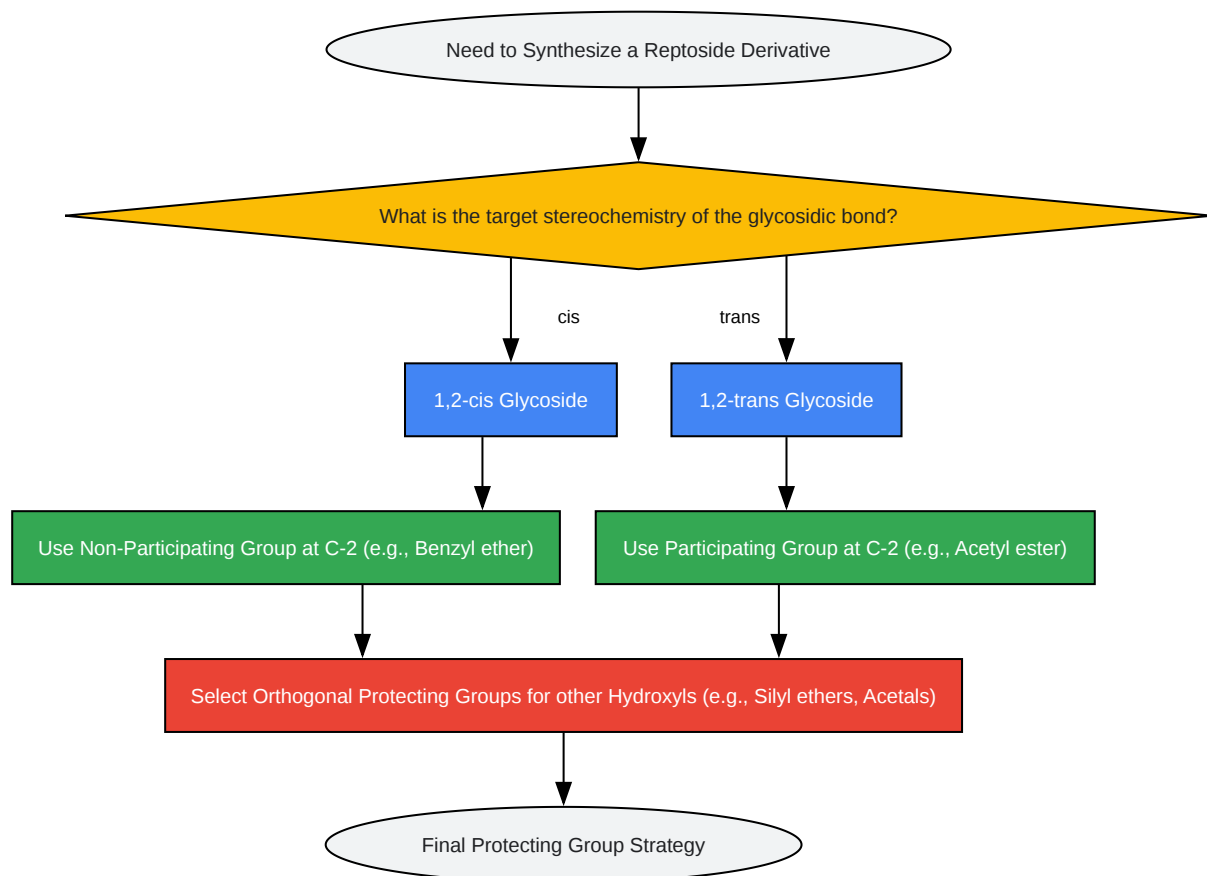 Need to Synthesize a Reptoside Derivative
What is the target stereochemistry of the glycosidic bond?
cis
trans
1,2-cis Glycoside
1,2-trans Glycoside
Use Non-Participating Group at C-2 (e.g., Benzyl ether)
Use Participating Group at C-2 (e.g., Acetyl ester)
Select Orthogonal Protecting Groups for other Hydroxyls (e.g., Silyl ethers, Acetals)
Final Protecting Group Strategy